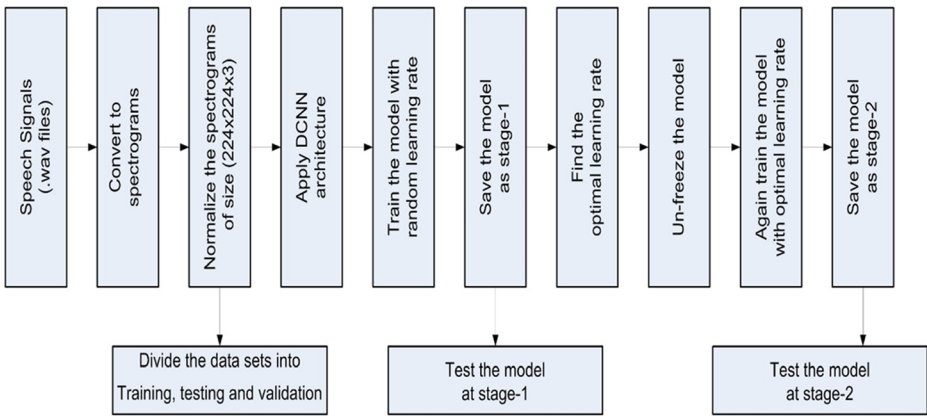 Speech Signals
(.wav files)
Convert to
spectrograms
Normalize the spectrograms
of size (224x224x3)
Apply DCNN
architecture
Train the model with
random learning rate
Save the model
as stage-1
Find the
optimal learning rate
Un-freeze the model
Again train the model
with optimal learning rate
Save the model
as stage-2
Divide the data sets into
Training, testing and validation
Test the model
at stage-1
Test the model
at stage-2